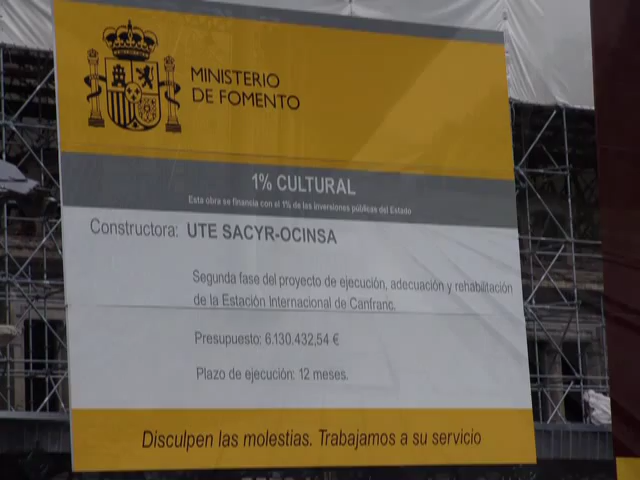 MINISTERIO
DE FOMENTO
1% CULTURAL
Esta obra se financia con el 1% de las inversiones públicas del Estado
Constructora: UTE SACYR-OCINSA
Segunda fase del proyecto de ejecución, adecuación y rehabilitación
de la Estación Internacional de Canfranc.
Presupuesto: 6.130.432,54 €
Plazo de ejecución: 12 meses.
Disculpen las molestias. Trabajamos a su servicio